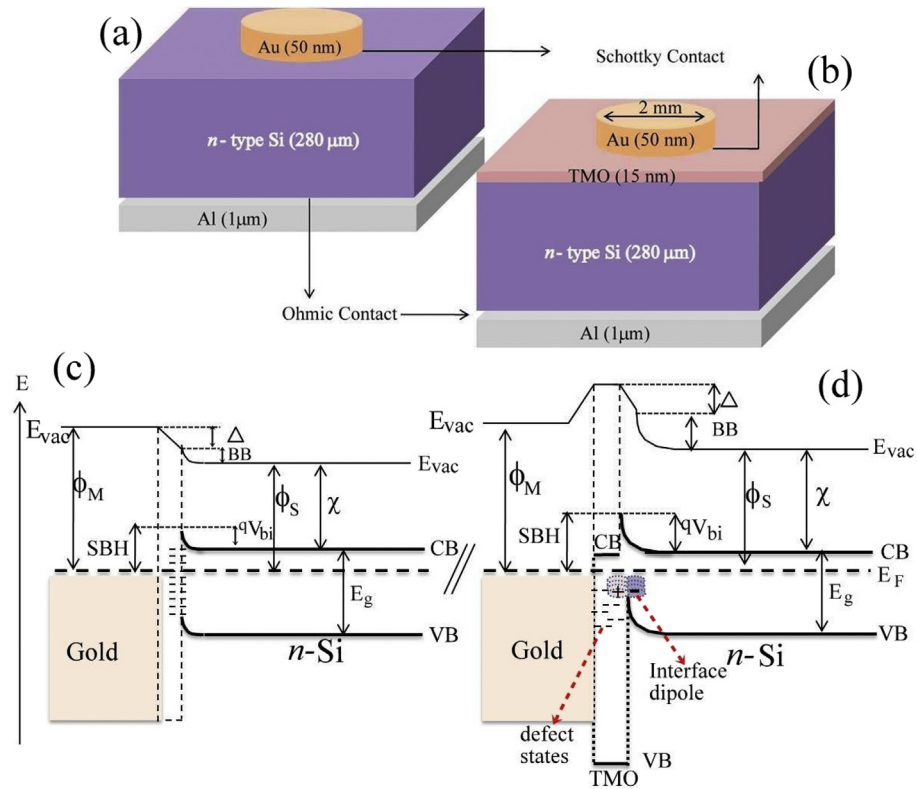 (a)
Au (50 nm)
Schottky Contact
n- type Si (280 μm)
Al (1μm)
Ohmic Contact
(b)
2 mm
Au (50 nm)
TMO (15 nm)
n- type Si (280 μm)
Al (1μm)
(c)
E
Evac
Δ
BB
Evac
ϕM
ϕS
χ
SBH
qVbi
CB
Eg
VB
Gold
n-Si
(d)
Evac
Δ
BB
Evac
ϕM
ϕS
χ
SBH
qVbi
CB
CB
EF
+
-
Eg
VB
Gold
n-Si
Interface
dipole
defect
states
VB
TMO